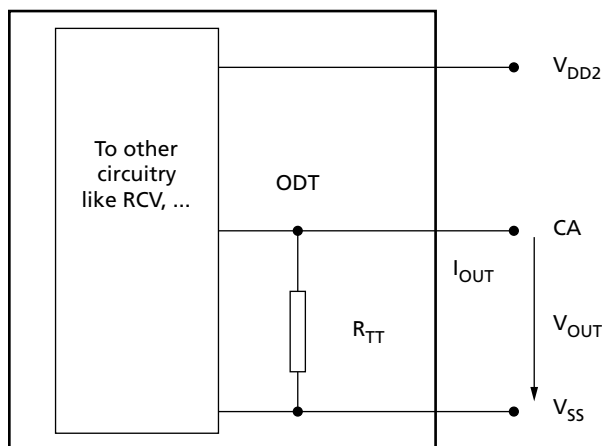 V_DD2
To other
circuitry
like RCV, ...
ODT
CA
I_OUT
V_OUT
R_TT
V_SS